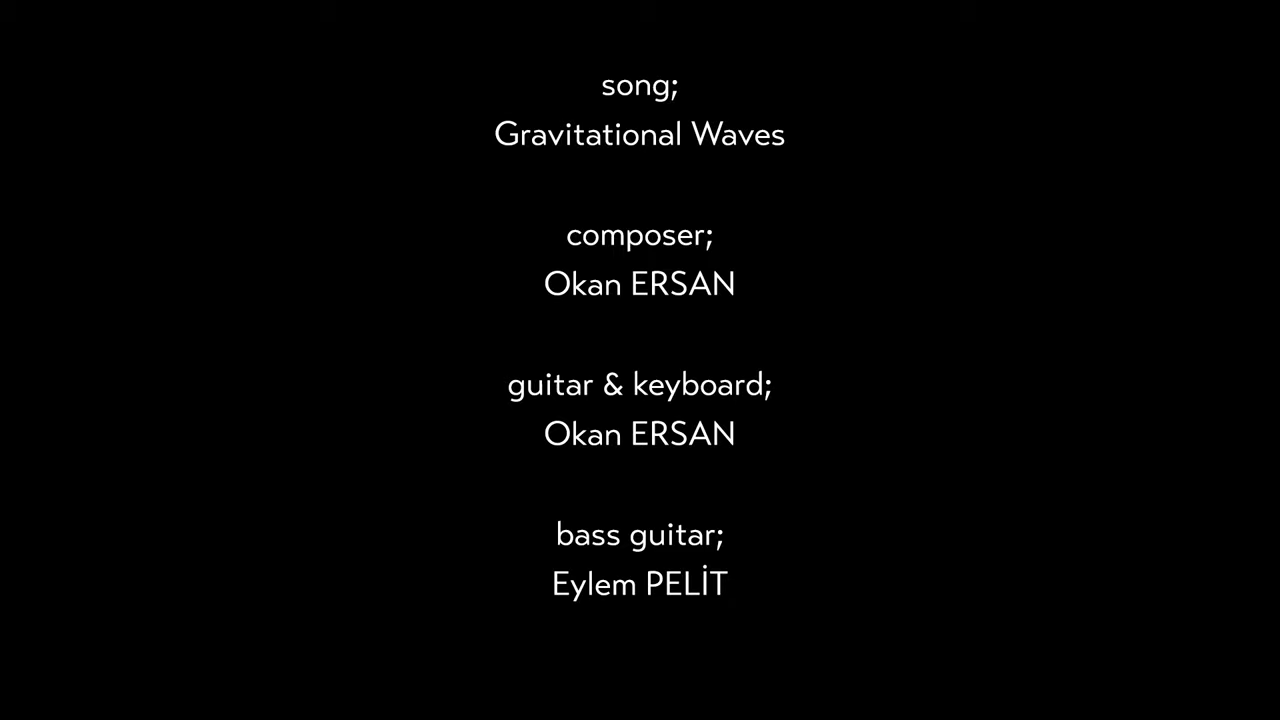 song;
Gravitational Waves
composer;
Okan ERSAN
guitar & keyboard;
Okan ERSAN
bass guitar;
Eylem PELİT